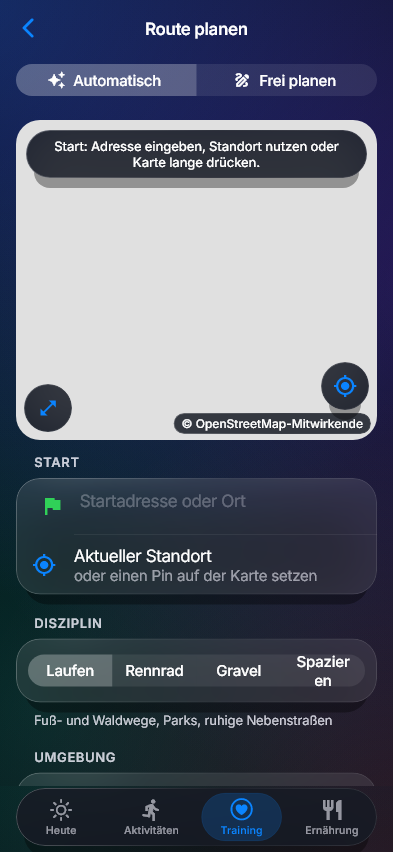 Route planen
Automatisch
Frei planen
Start: Adresse eingeben, Standort nutzen oder
Karte lange drücken.
© OpenStreetMap-Mitwirkende
START
Startadresse oder Ort
Aktueller Standort
oder einen Pin auf der Karte setzen
DISZIPLIN
Laufen
Rennrad
Gravel
Spazier
en
Fuß- und Waldwege, Parks, ruhige Nebenstraßen
UMGEBUNG
Heute
Aktivitäten
Training
Ernährung